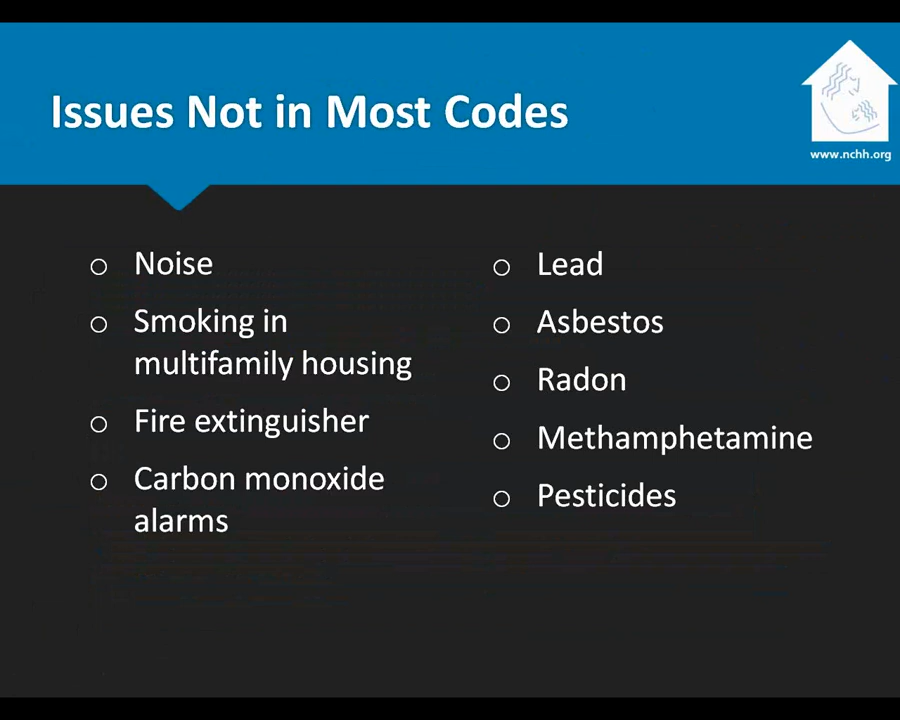 Issues Not in Most Codes
www.nchh.org
Noise
Smoking in
multifamily housing
Fire extinguisher
Carbon monoxide
alarms
Lead
Asbestos
Radon
Methamphetamine
Pesticides